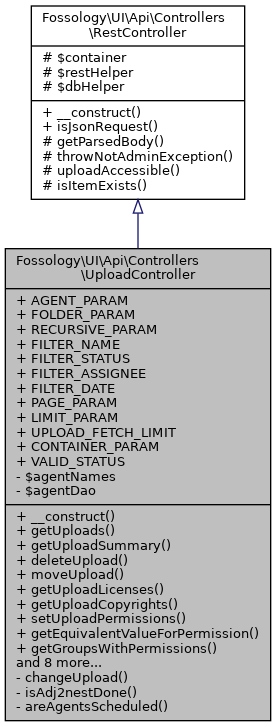 Fossology\UI\Api\Controllers
\RestController
# $container
# $restHelper
# $dbHelper
+ __construct()
+ isJsonRequest()
# getParsedBody()
# throwNotAdminException()
# uploadAccessible()
# isItemExists()
Fossology\UI\Api\Controllers
\UploadController
+ AGENT_PARAM
+ FOLDER_PARAM
+ RECURSIVE_PARAM
+ FILTER_NAME
+ FILTER_STATUS
+ FILTER_ASSIGNEE
+ FILTER_DATE
+ PAGE_PARAM
+ LIMIT_PARAM
+ UPLOAD_FETCH_LIMIT
+ CONTAINER_PARAM
+ VALID_STATUS
- $agentNames
- $agentDao
+ __construct()
+ getUploads()
+ getUploadSummary()
+ deleteUpload()
+ moveUpload()
+ getUploadLicenses()
+ getUploadCopyrights()
+ setUploadPermissions()
+ getEquivalentValueForPermission()
+ getGroupsWithPermissions()
and 8 more...
- changeUpload()
- isAdj2nestDone()
- areAgentsScheduled()